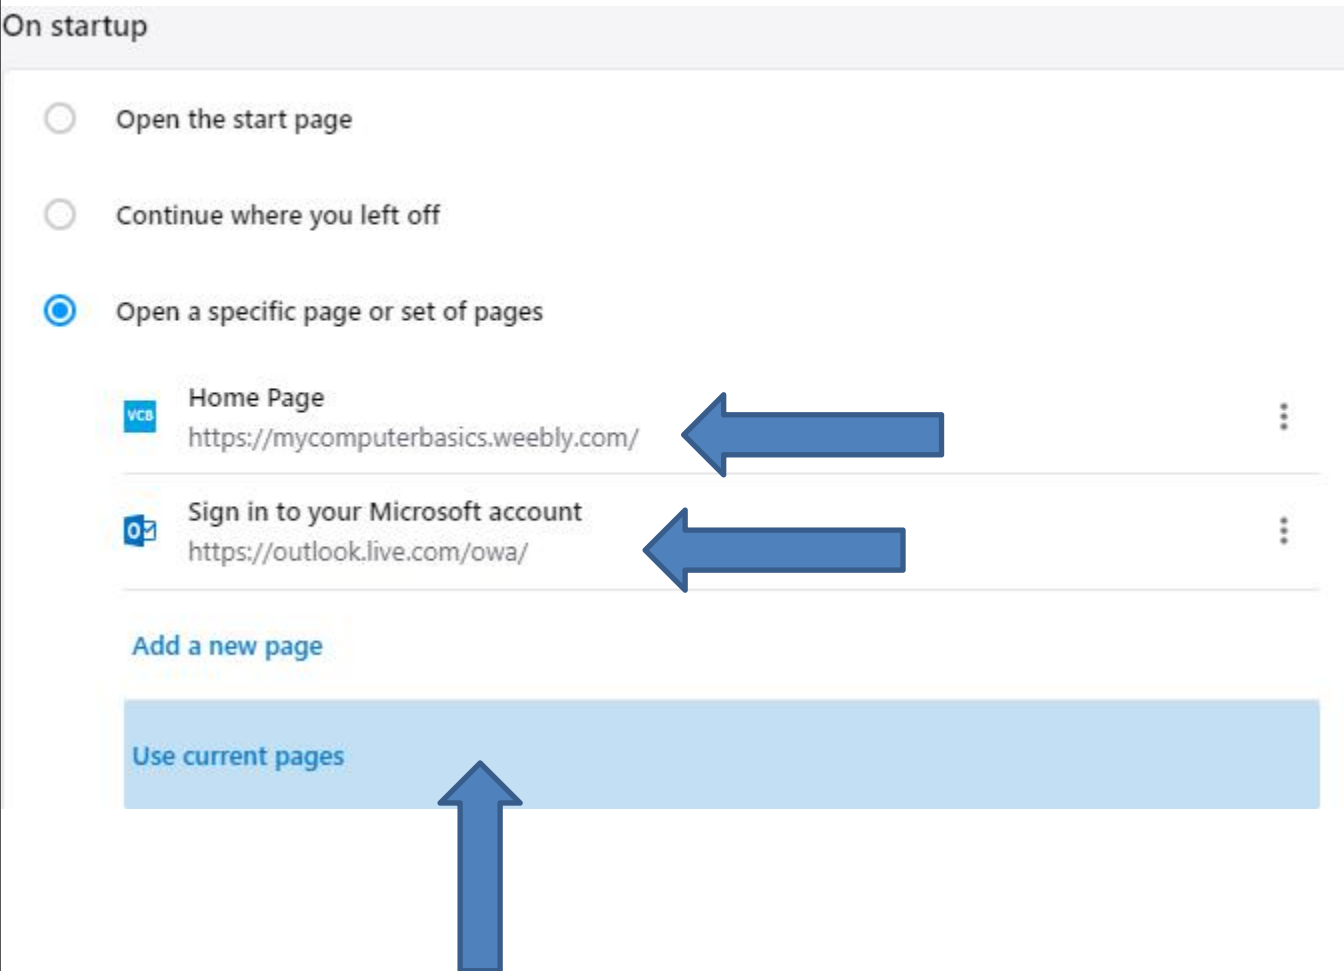 On startup
Open the start page
Continue where you left off
Open a specific page or set of pages
VCB
Home Page
https://mycomputerbasics.weebly.com/
Sign in to your Microsoft account
https://outlook.live.com/owa/
Add a new page
Use current pages